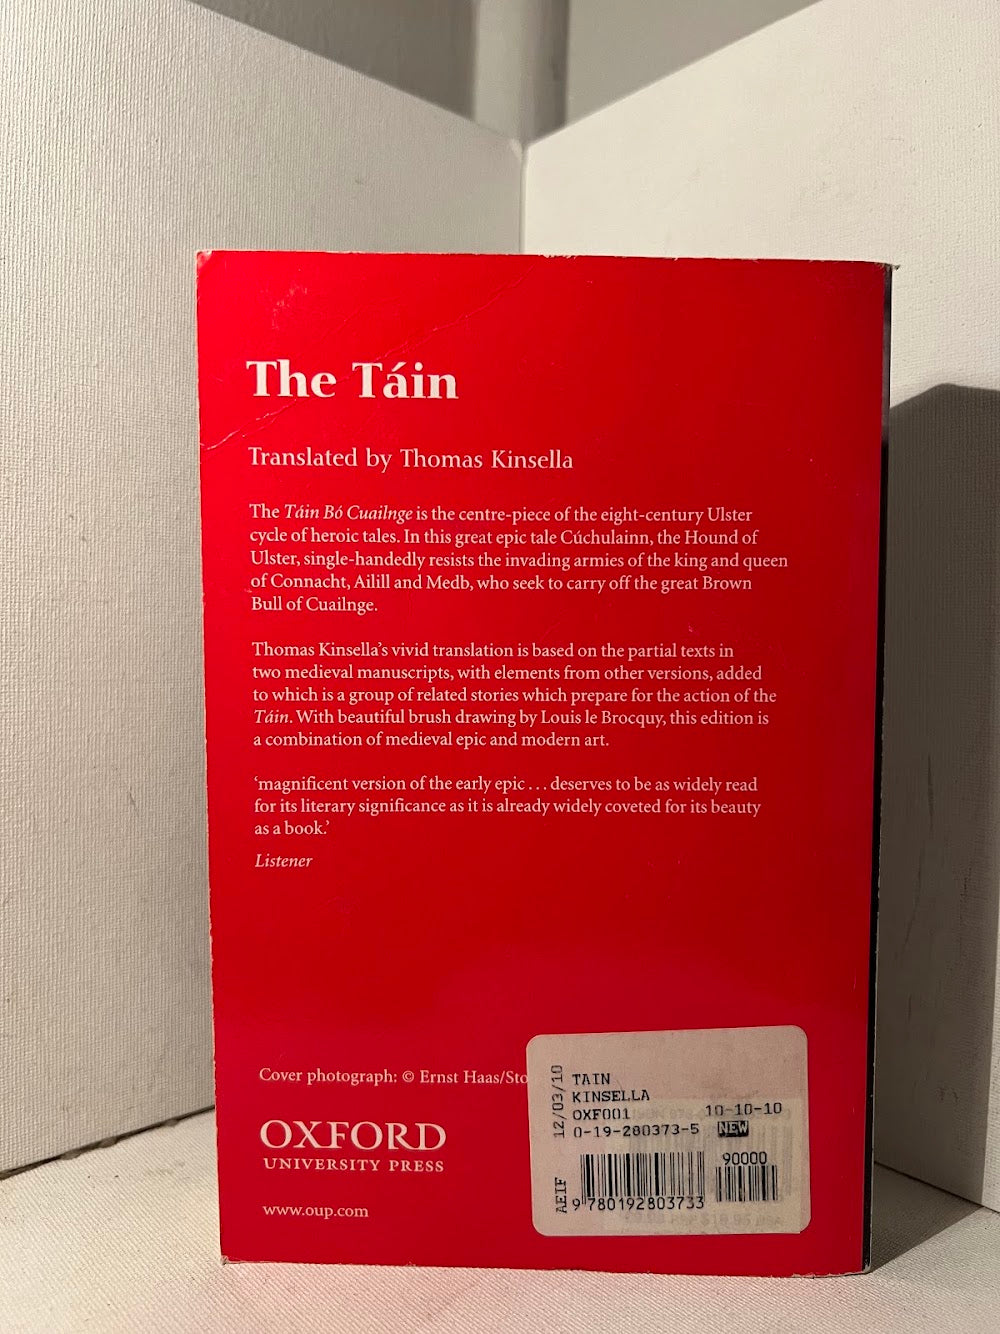 The Táin
Translated by Thomas Kinsella
The Táin Bó Cuailnge is the centre-piece of the eight-century Ulster
cycle of heroic tales. In this great epic tale Cúchulainn, the Hound of
Ulster, single-handedly resists the invading armies of the king and queen
of Connacht, Ailill and Medb, who seek to carry off the great Brown
Bull of Cuailnge.
Thomas Kinsella's vivid translation is based on the partial texts in
two medieval manuscripts, with elements from other versions, added
to which is a group of related stories which prepare for the action of the
Táin. With beautiful brush drawing by Louis le Brocquy, this edition is
a combination of medieval epic and modern art.
'magnificent version of the early epic ... deserves to be as widely read
for its literary significance as it is already widely coveted for its beauty
as a book.'
Listener
Cover photograph: © Ernst Haas/Sto
OXFORD
UNIVERSITY PRESS
www.oup.com
12/03/10
TAIN
KINSELLA
OXF001 10-10-10
0-19-280373-5 NEW
90000
AEIF
9 780192803733